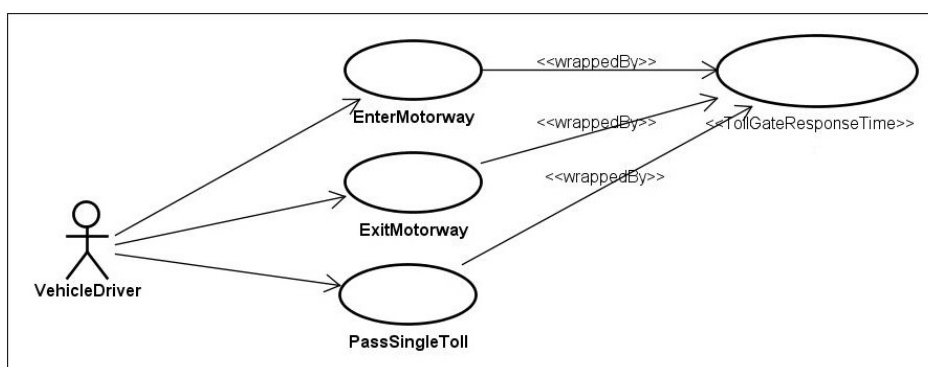 <<wrappedBy>>
EnterMotorway
<<TollGateResponseTime>>
<<wrappedBy>>
<<wrappedBy>>
ExitMotorway
VehicleDriver
PassSingleToll